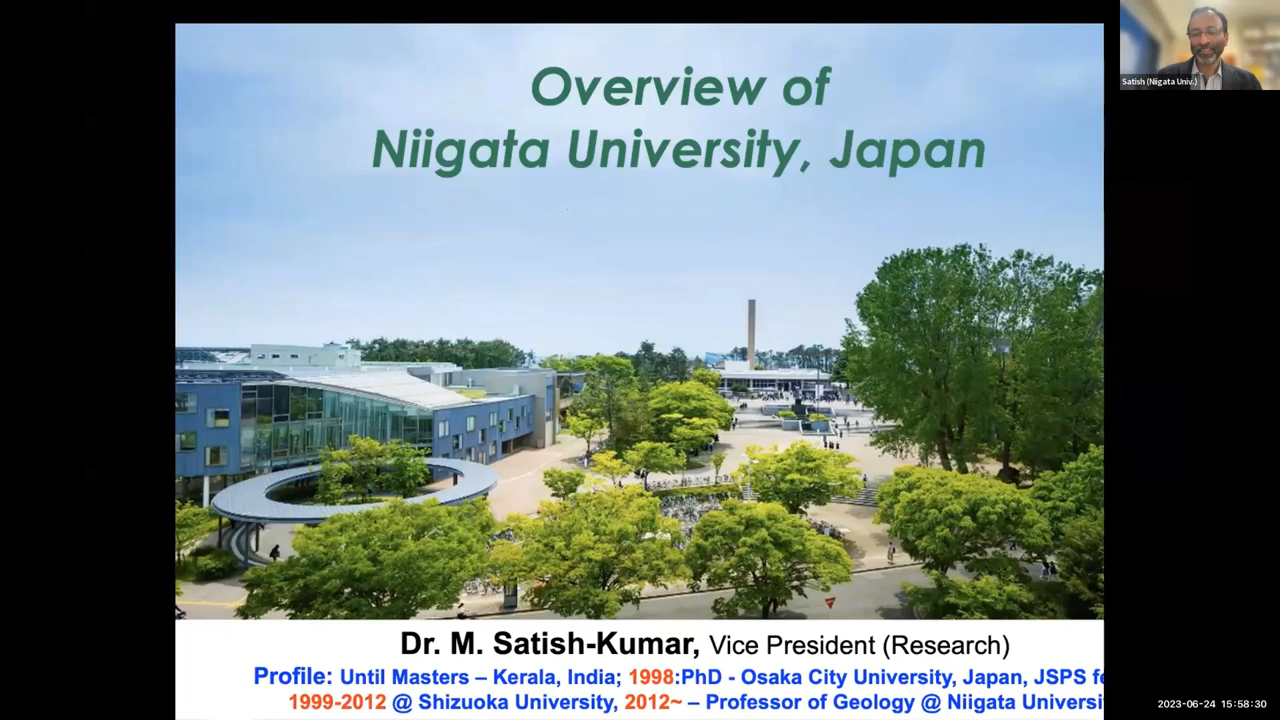 Overview of
Niigata University, Japan
Satish (Niigata Univ.)
Dr. M. Satish-Kumar, Vice President (Research)
Profile: Until Masters – Kerala, India; 1998:PhD - Osaka City University, Japan, JSPS
1999-2012 @ Shizuoka University, 2012~ – Professor of Geology @ Niigata
2023-06-24 15:58:30